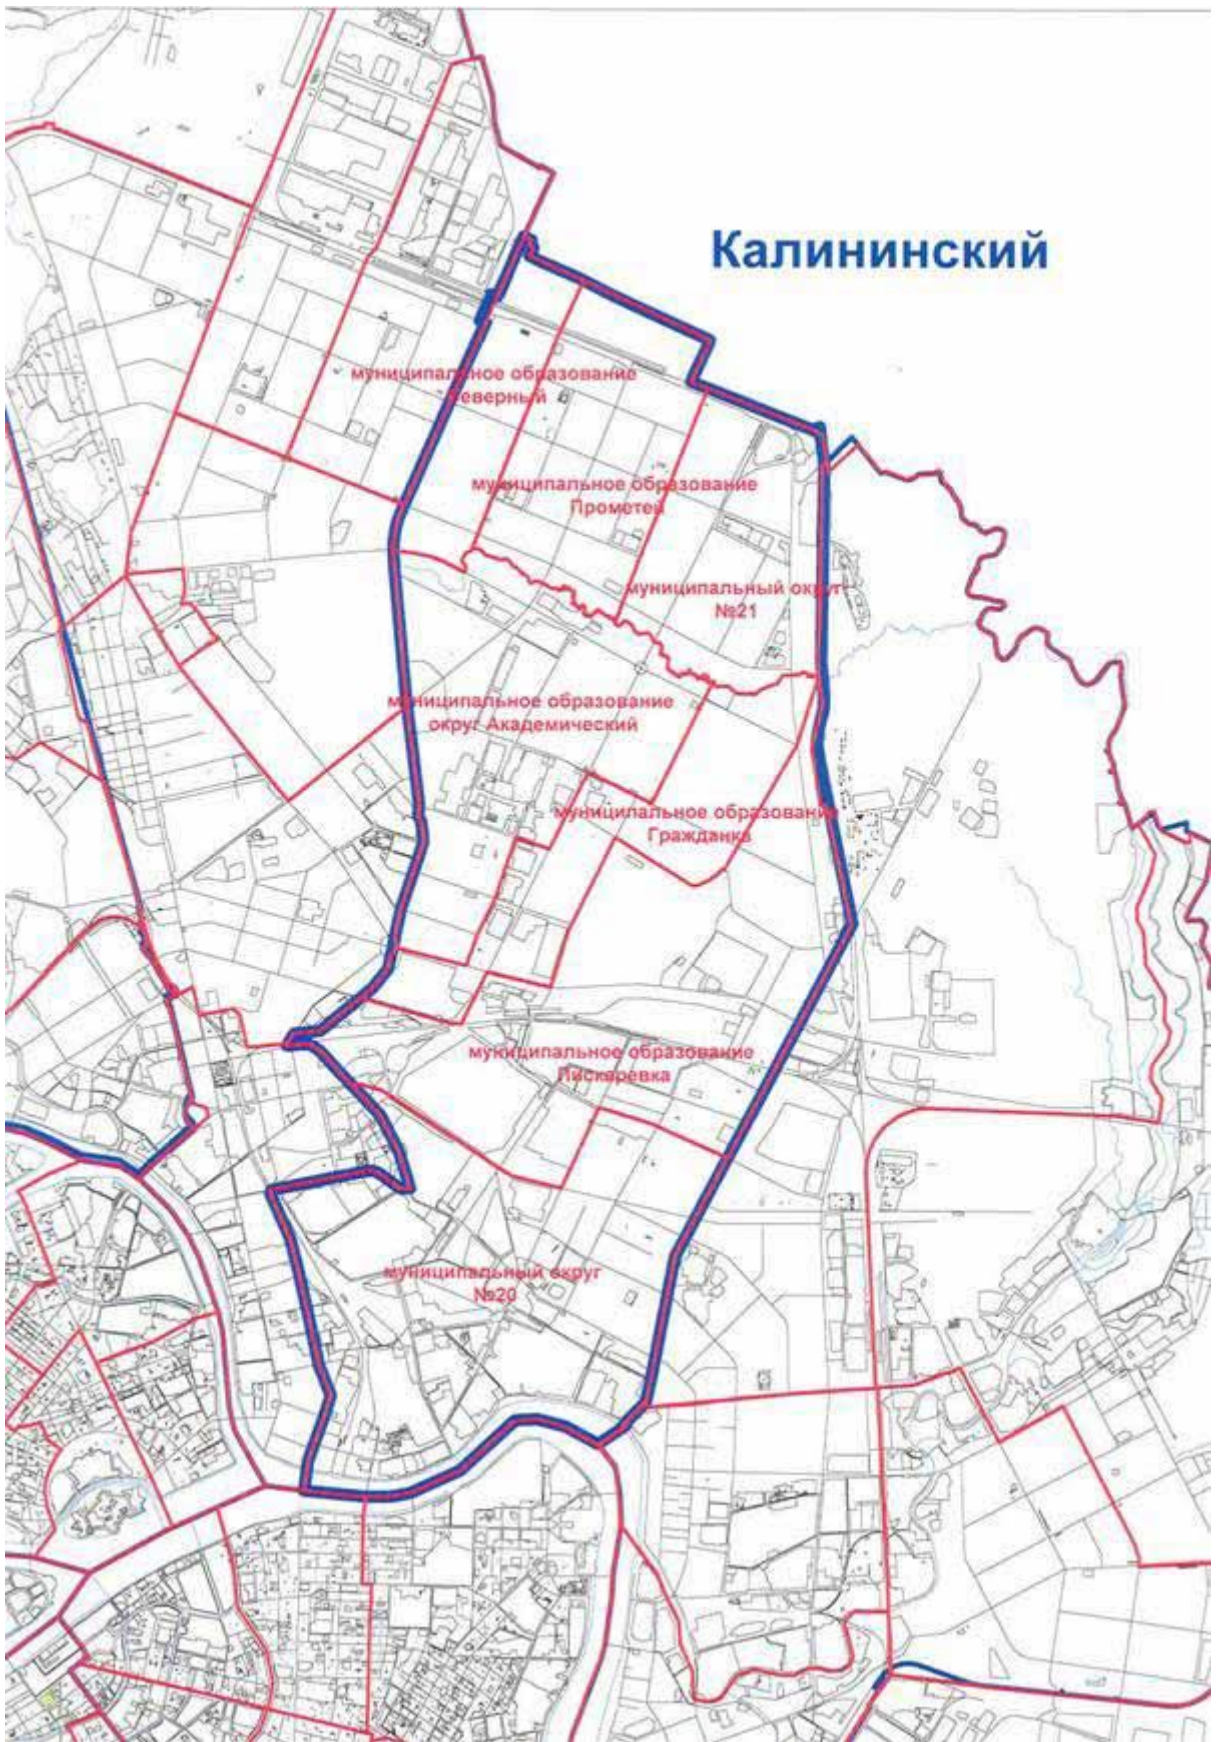 Калининский
муниципальное образование
Северный
муниципальное образование
Прометей
муниципальный округ
№21
муниципальное образование
округ Академический
муниципальное образование
Гражданка
муниципальное образование
Пискаревка
муниципальный округ
№20